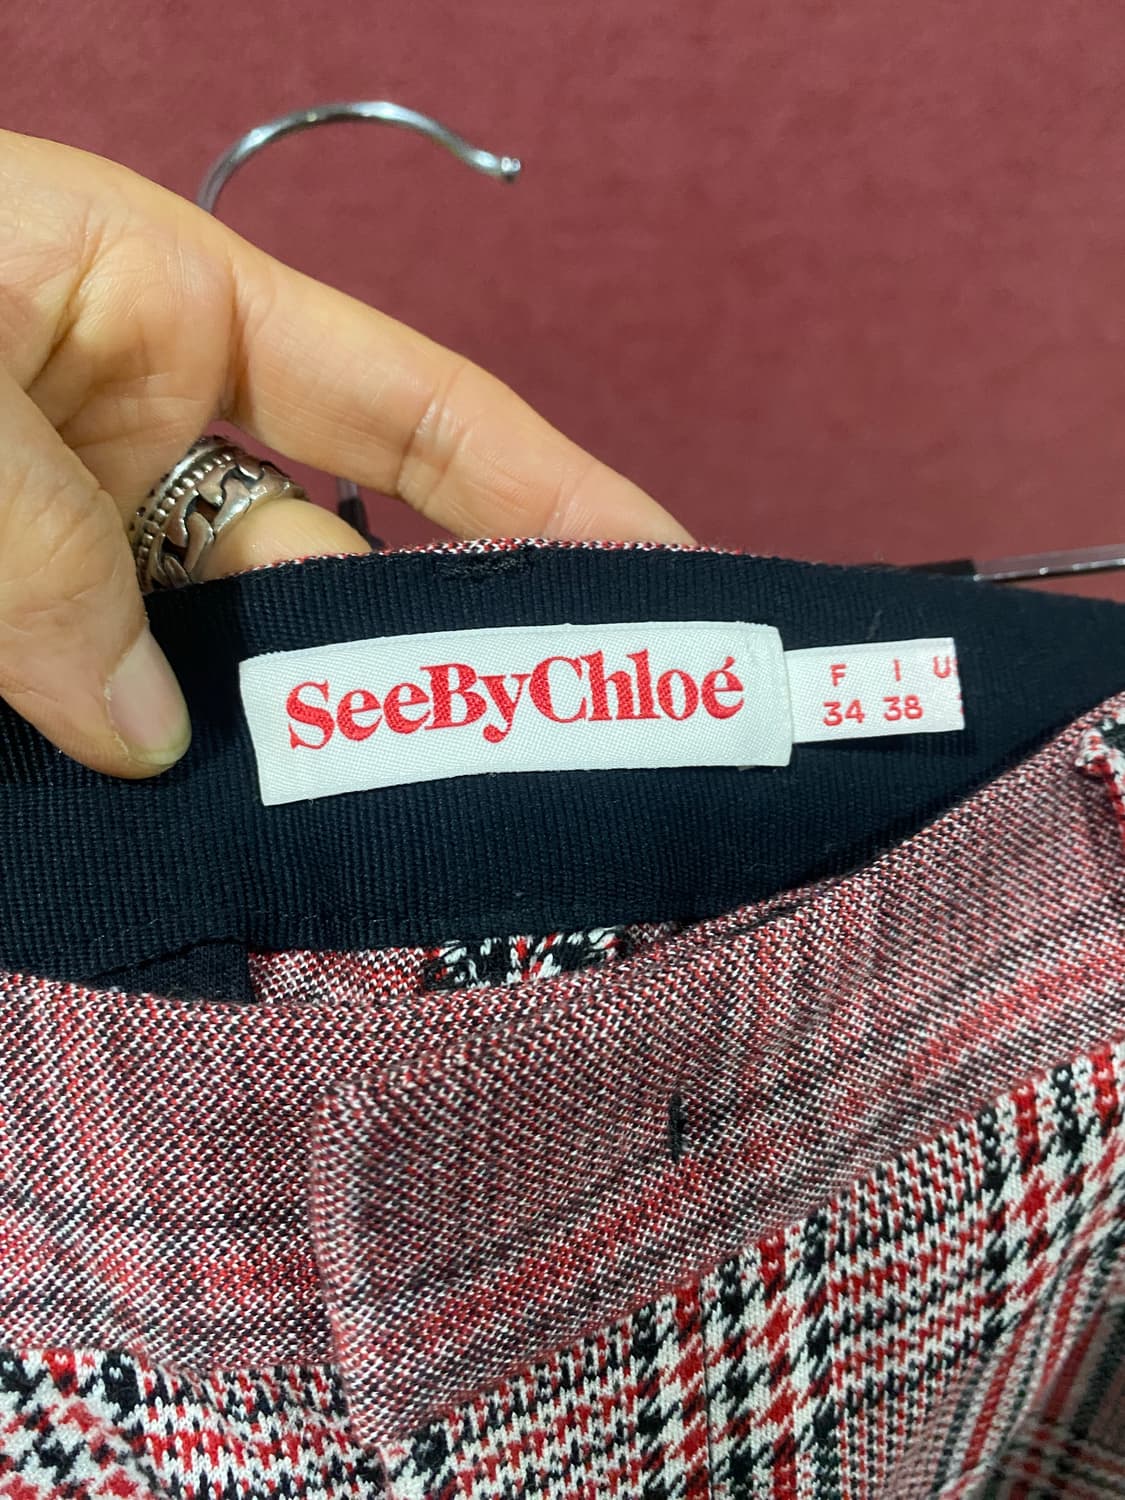 SeeByChloé
F I U
34 38